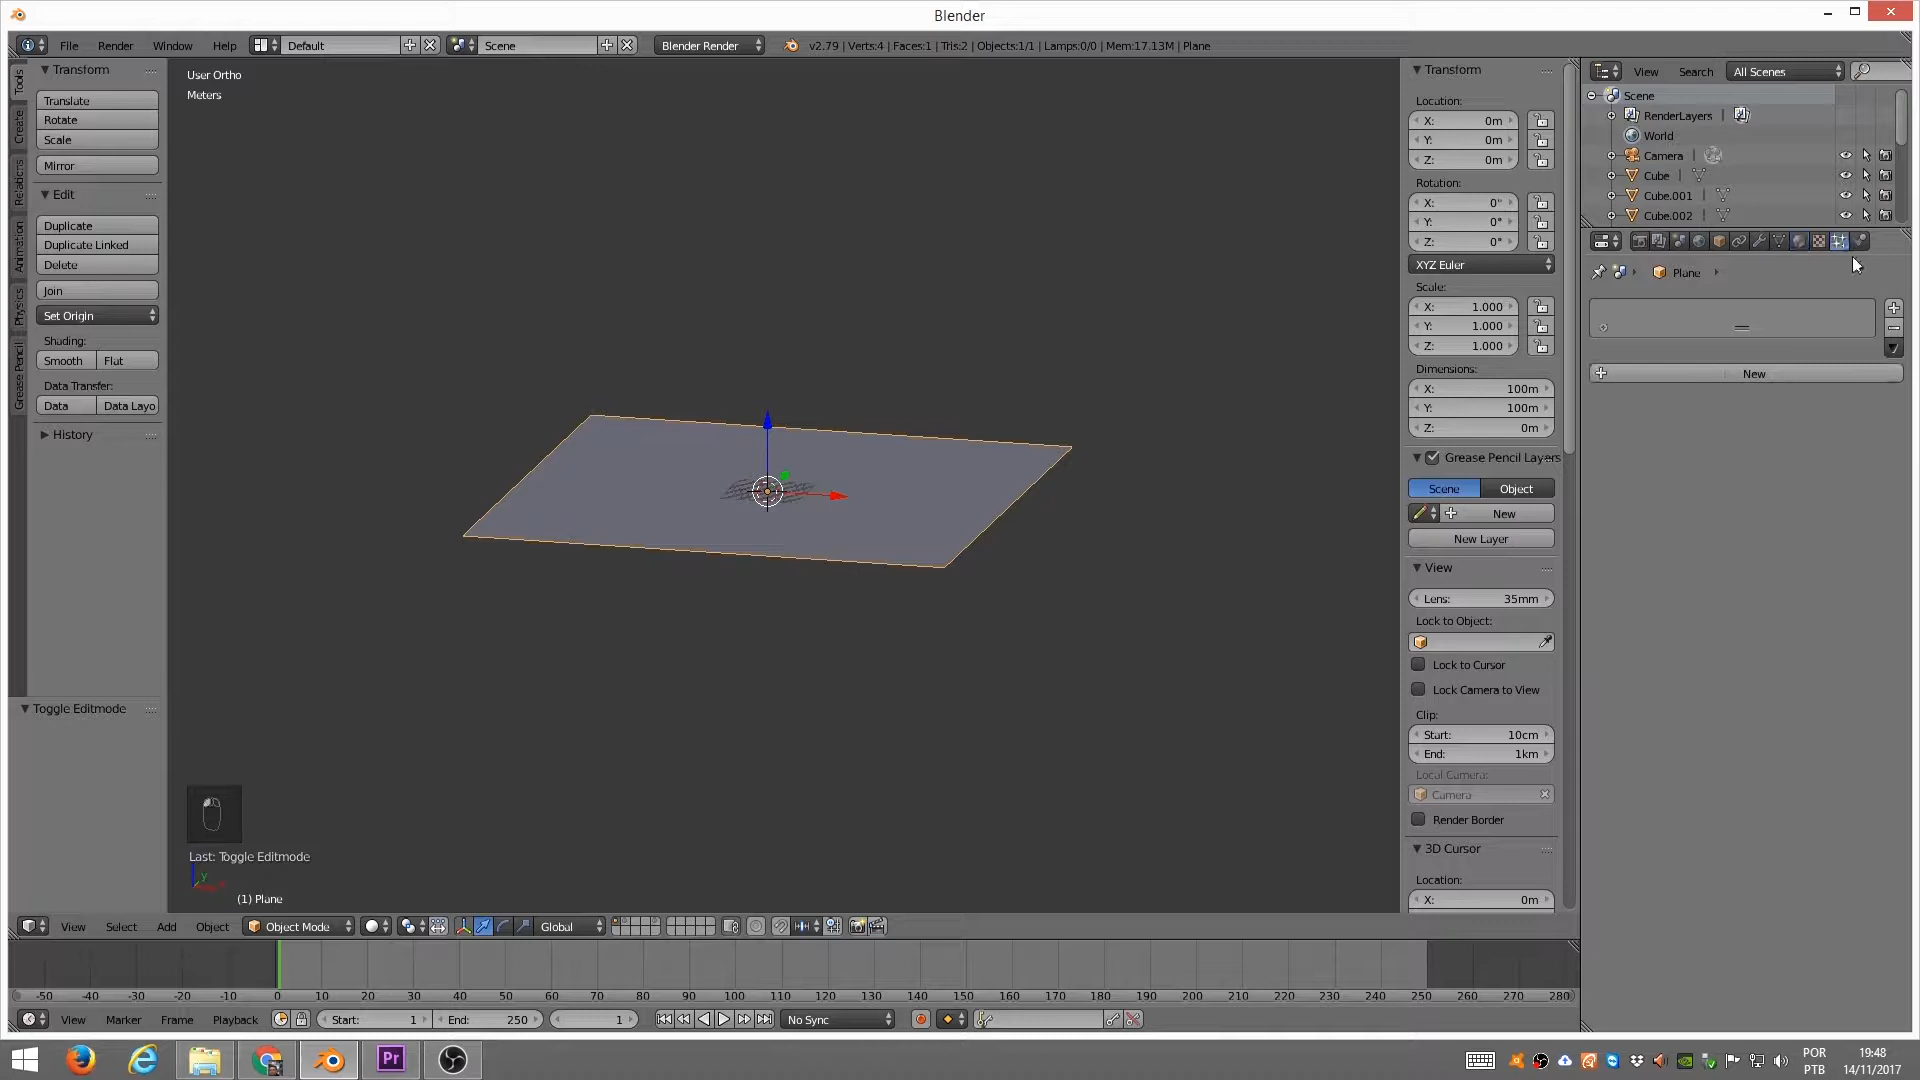 Blender
File Render Window Help Default Scene Blender Render v2.79 | Verts:4 | Faces:1 | Tris:2 | Objects:1/1 | Lamps:0/0 | Mem:17.13M | Plane
Tools
Create
Relations
Animation
Physics
Grease Pencil
Transform
Translate
Rotate
Scale
Mirror
Edit
Duplicate
Duplicate Linked
Delete
Join
Set Origin
Shading:
Smooth Flat
Data Transfer:
Data Data Layo
History
Toggle Editmode
User Ortho
Meters
Last: Toggle Editmode
y
(1) Plane
Transform
Location:
X: 0m
Y: 0m
Z: 0m
Rotation:
X: 0°
Y: 0°
Z: 0°
XYZ Euler
Scale:
X: 1.000
Y: 1.000
Z: 1.000
Dimensions:
X: 100m
Y: 100m
Z: 0m
Grease Pencil Layers
Scene Object
New
New Layer
View
Lens: 35mm
Lock to Object:
Lock to Cursor
Lock Camera to View
Clip:
Start: 10cm
End: 1km
Local Camera:
Camera
Render Border
3D Cursor
Location:
X: 0m
View Search All Scenes
Scene
RenderLayers |
World
Camera |
Cube |
Cube.001 |
Cube.002 |
Plane
New
View Select Add Object Object Mode Global
-50 -40 -30 -20 -10 0 10 20 30 40 50 60 70 80 90 100 110 120 130 140 150 160 170 180 190 200 210 220 230 240 250 260 270 280
View Marker Frame Playback Start: 1 End: 250 1 No Sync
Pr
POR
PTB
19:48
14/11/2017